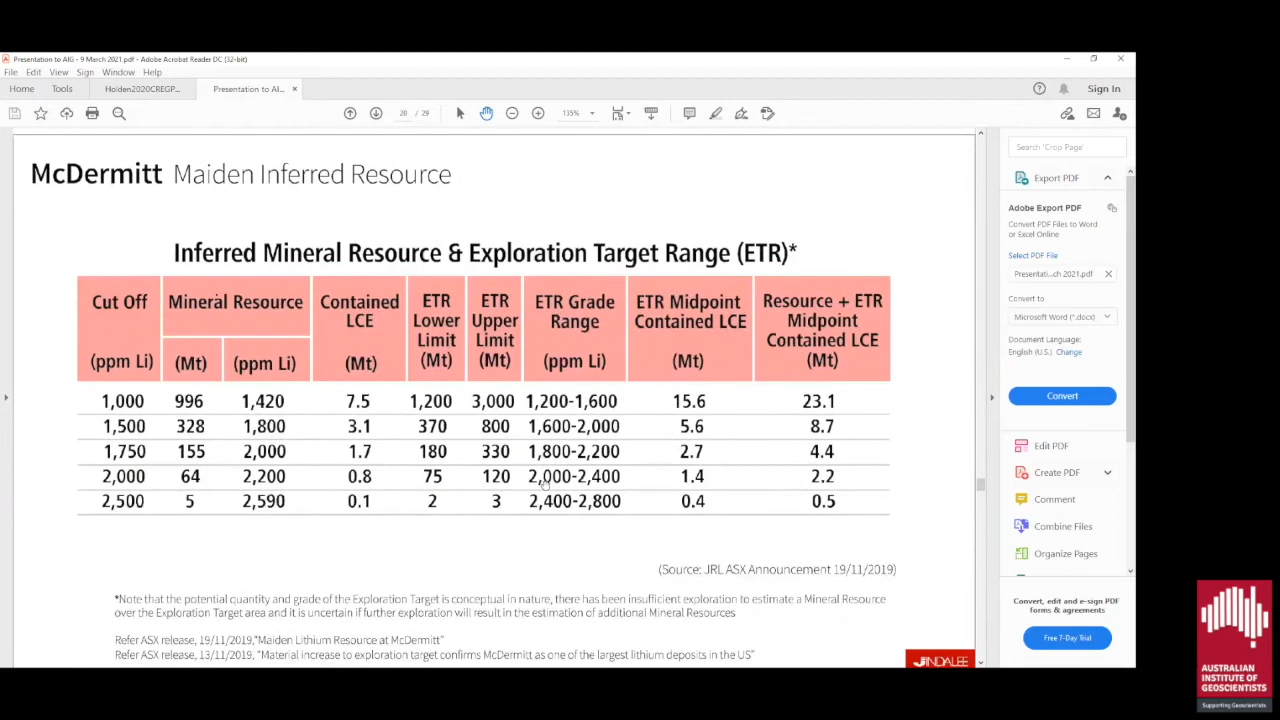 Presentation to AIG - 9 March 2021.pdf - Adobe Acrobat Reader DC (32-bit)
File Edit View Sign Window Help
Home Tools Holden2020CREGP... Presentation to AI... × Sign In
20 / 29 135%
McDermitt Maiden Inferred Resource
Inferred Mineral Resource & Exploration Target Range (ETR)*
Cut Off (ppm Li) Mineral Resource (Mt) (ppm Li) Contained LCE (Mt) ETR Lower Limit (Mt) ETR Upper Limit (Mt) ETR Grade Range (ppm Li) ETR Midpoint Contained LCE (Mt) Resource + ETR Midpoint Contained LCE (Mt)
1,000 996 1,420 7.5 1,200 3,000 1,200-1,600 15.6 23.1
1,500 328 1,800 3.1 370 800 1,600-2,000 5.6 8.7
1,750 155 2,000 1.7 180 330 1,800-2,200 2.7 4.4
2,000 64 2,200 0.8 75 120 2,000-2,400 1.4 2.2
2,500 5 2,590 0.1 2 3 2,400-2,800 0.4 0.5
(Source: JRL ASX Announcement 19/11/2019)
*Note that the potential quantity and grade of the Exploration Target is conceptual in nature, there has been insufficient exploration to estimate a Mineral Resource
over the Exploration Target area and it is uncertain if further exploration will result in the estimation of additional Mineral Resources
Refer ASX release, 19/11/2019,"Maiden Lithium Resource at McDermitt"
Refer ASX release, 13/11/2019, "Material increase to exploration target confirms McDermitt as one of the largest lithium deposits in the US"
JINDALEE
Search 'Crop Page'
Export PDF
Adobe Export PDF
Convert PDF Files to Word
or Excel Online
Select PDF File
Presentati...ch 2021.pdf
Convert to
Microsoft Word (*.docx)
Document Language:
English (U.S.) Change
Convert
Edit PDF
Create PDF
Comment
Combine Files
Organize Pages
Convert, edit and e-sign PDF
forms & agreements
Free 7-Day Trial
AUSTRALIAN
INSTITUTE OF
GEOSCIENTISTS
Supporting Geoscientists